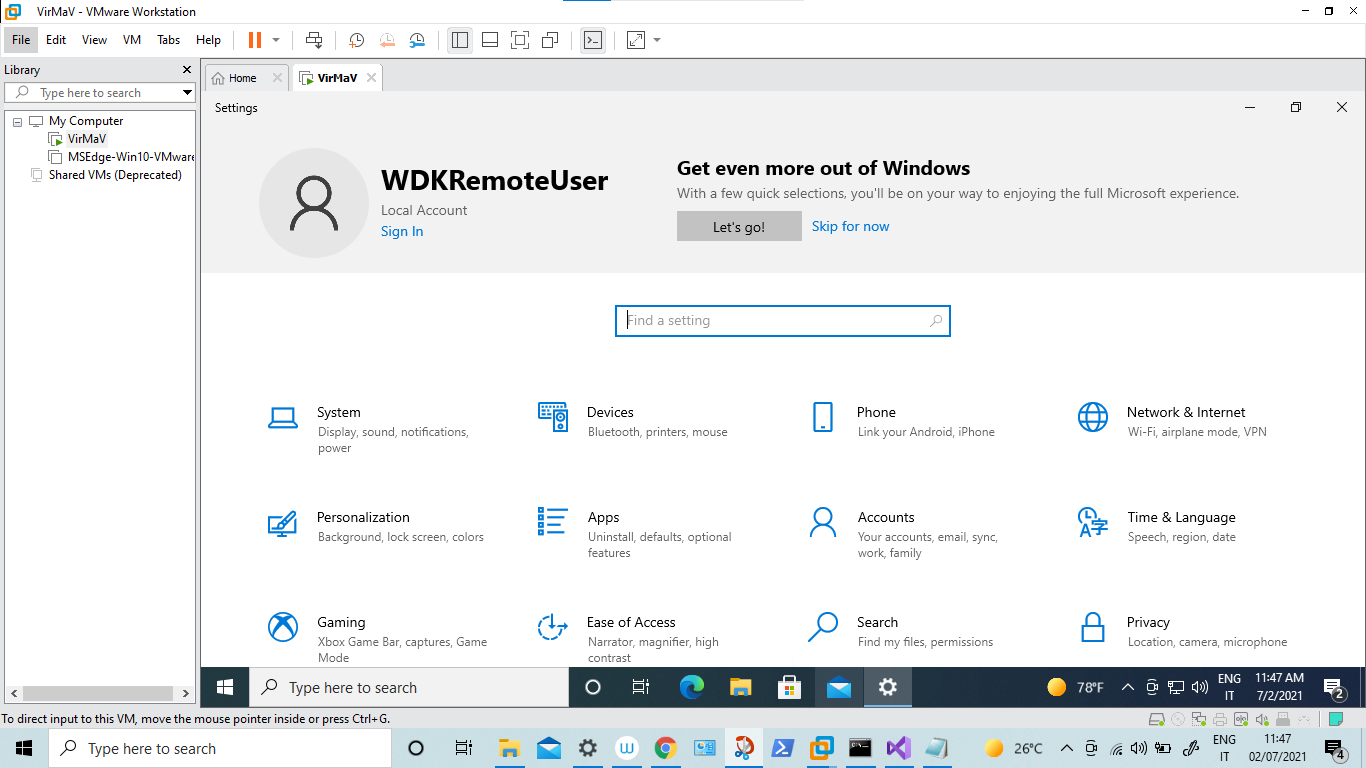 VirMaV - VMware Workstation
File Edit View VM Tabs Help
Library
Type here to search
My Computer
VirMaV
MSEdge-Win10-VMware
Shared VMs (Deprecated)
Home
VirMaV
Settings
WDKRemoteUser
Local Account
Sign In
Get even more out of Windows
With a few quick selections, you'll be on your way to enjoying the full Microsoft experience.
Let's go!
Skip for now
Find a setting
System
Display, sound, notifications,
power
Devices
Bluetooth, printers, mouse
Phone
Link your Android, iPhone
Network & Internet
Wi-Fi, airplane mode, VPN
Personalization
Background, lock screen, colors
Apps
Uninstall, defaults, optional
features
Accounts
Your accounts, email, sync,
work, family
Time & Language
Speech, region, date
Gaming
Xbox Game Bar, captures, Game
Mode
Ease of Access
Narrator, magnifier, high
contrast
Search
Find my files, permissions
Privacy
Location, camera, microphone
Type here to search
78°F
ENG
IT
11:47 AM
7/2/2021
2
To direct input to this VM, move the mouse pointer inside or press Ctrl+G.
Type here to search
26°C
ENG
IT
11:47
02/07/2021
4